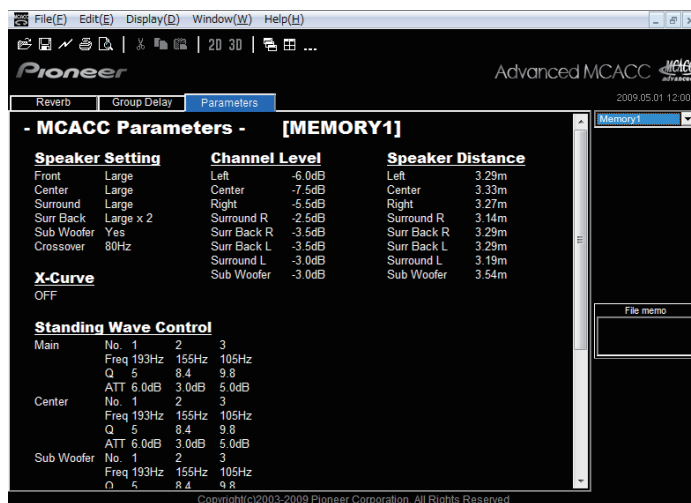 File(F) Edit(E) Display(D) Window(W) Help(H)
2D 3D ...
Pioneer
Advanced MCACC
Reverb Group Delay Parameters
2009.05.01 12:00
Memory1
- MCACC Parameters - [MEMORY1]
Speaker Setting Channel Level Speaker Distance
Front Large Left -6.0dB Left 3.29m
Center Large Center -7.5dB Center 3.33m
Surround Large Right -5.5dB Right 3.27m
Surr Back Large x 2 Surround R -2.5dB Surround R 3.14m
Sub Woofer Yes Surr Back R -3.5dB Surr Back R 3.29m
Crossover 80Hz Surr Back L -3.5dB Surr Back L 3.29m
Surround L -3.0dB Surround L 3.19m
X-Curve Sub Woofer -3.0dB Sub Woofer 3.54m
OFF
File memo
Standing Wave Control
Main No. 1 2 3
Freq 193Hz 155Hz 105Hz
Q 5 8.4 9.8
ATT 6.0dB 3.0dB 5.0dB
Center No. 1 2 3
Freq 193Hz 155Hz 105Hz
Q 5 8.4 9.8
ATT 6.0dB 3.0dB 5.0dB
Sub Woofer No. 1 2 3
Freq 193Hz 155Hz 105Hz
Q 5 8.4 9.8
Copyright(c)2003-2009 Pioneer Corporation. All Rights Reserved